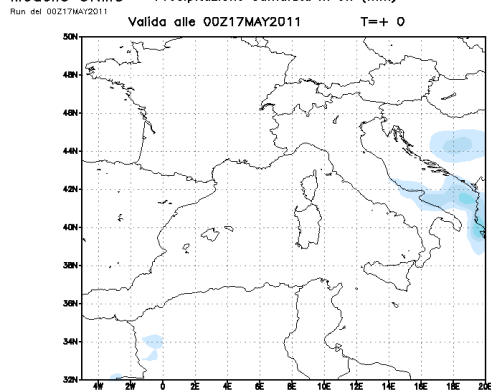 Run del 00Z17MAY2011
Valida alle 00Z17MAY2011 T=+ 0
50N
48N
46N
44N
42N
40N
38N
36N
34N
32N
4W 2W 0 2E 4E 6E 8E 10E 12E 14E 16E 18E 20E